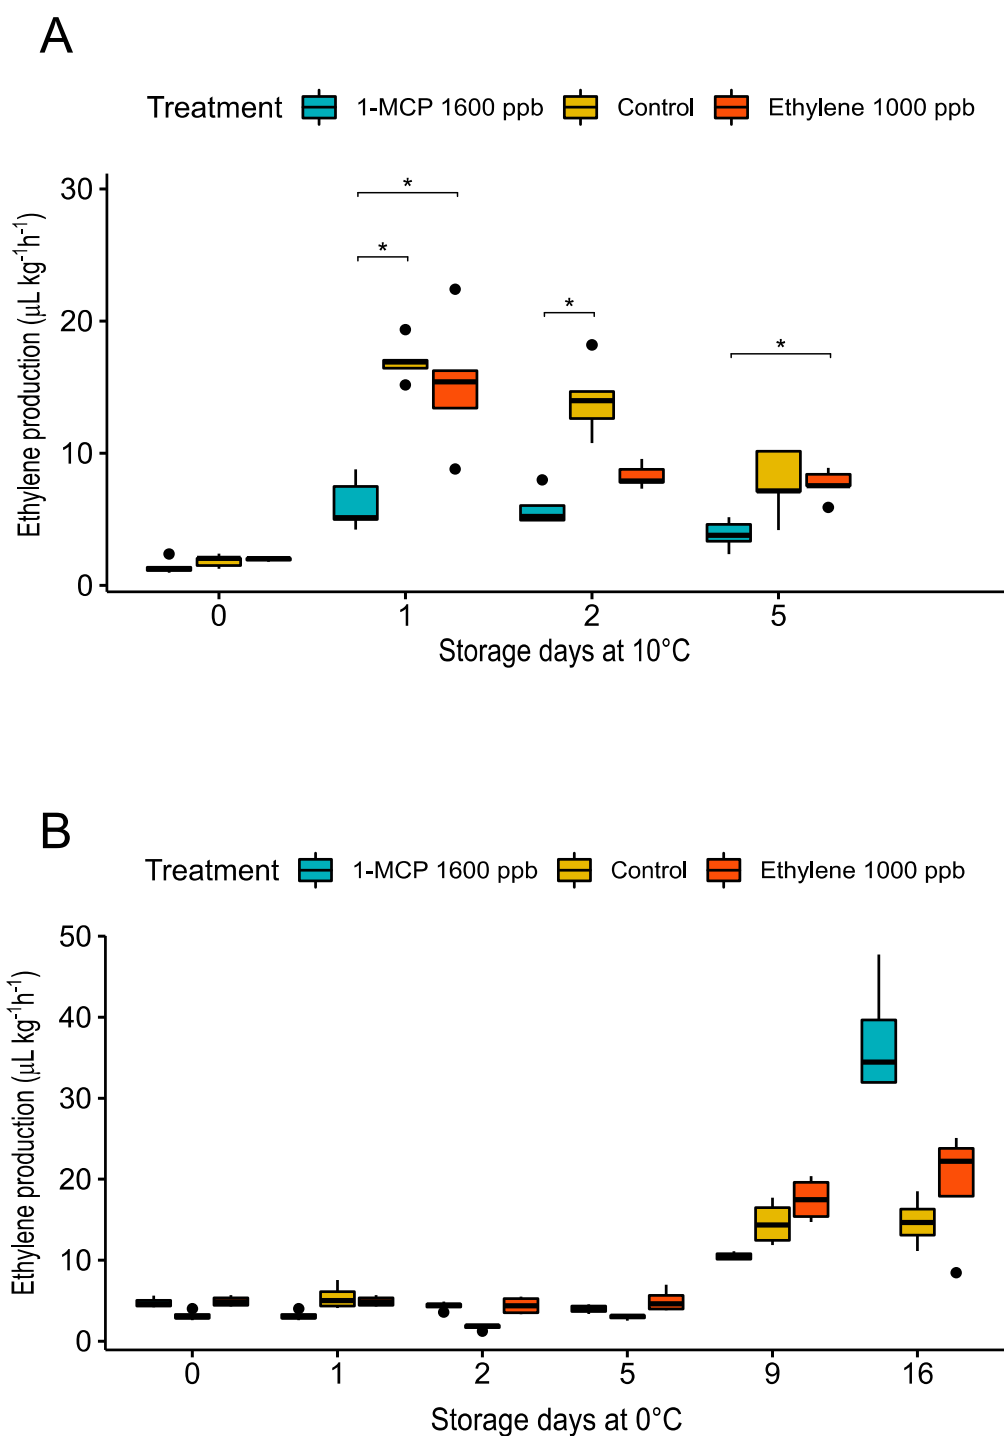 A
Treatment 1-MCP 1600 ppb Control Ethylene 1000 ppb
Ethylene production (μL kg⁻¹h⁻¹)
30
20
10
0
* * * *
0 1 2 5
Storage days at 10°C
B
Treatment 1-MCP 1600 ppb Control Ethylene 1000 ppb
Ethylene production (μL kg⁻¹h⁻¹)
50
40
30
20
10
0
0 1 2 5 9 16
Storage days at 0°C